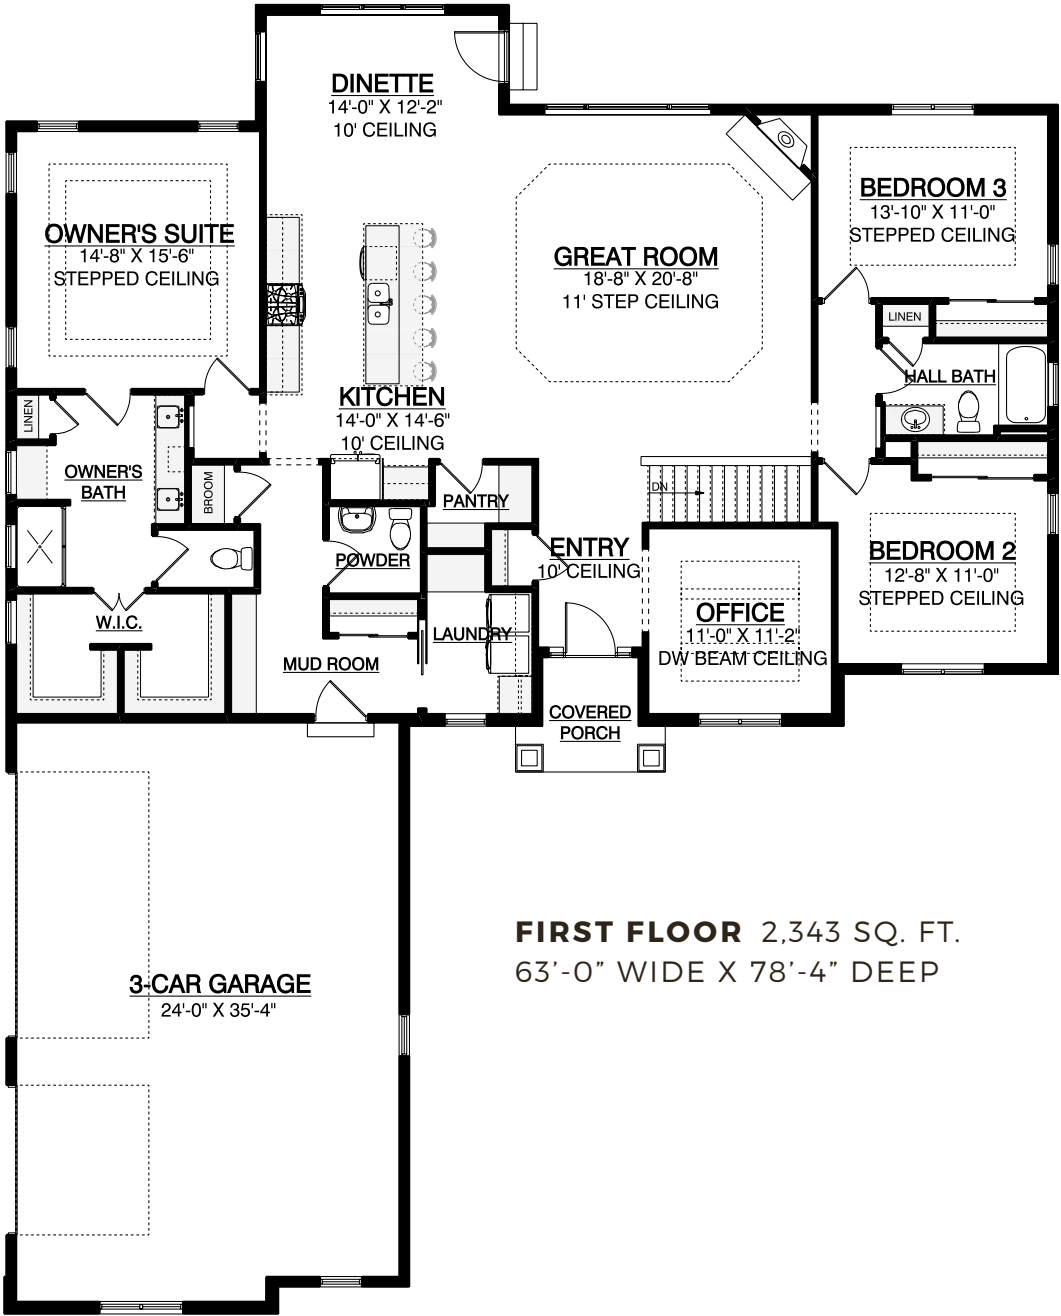 DINETTE
14'-0" X 12'-2"
10' CEILING
OWNER'S SUITE
14'-8" X 15'-6"
STEPPED CEILING
GREAT ROOM
18'-8" X 20'-8"
11' STEP CEILING
BEDROOM 3
13'-10" X 11'-0"
STEPPED CEILING
LINEN
HALL BATH
KITCHEN
14'-0" X 14'-6"
10' CEILING
LINEN
OWNER'S
BATH
BROOM
PANTRY
DN
POWDER
ENTRY
10' CEILING
BEDROOM 2
12'-8" X 11'-0"
STEPPED CEILING
OFFICE
11'-0" X 11'-2"
DW BEAM CEILING
W.I.C.
MUD ROOM
LAUNDRY
COVERED
PORCH
FIRST FLOOR 2,343 SQ. FT.
63’-0” WIDE X 78’-4” DEEP
3-CAR GARAGE
24'-0" X 35'-4"